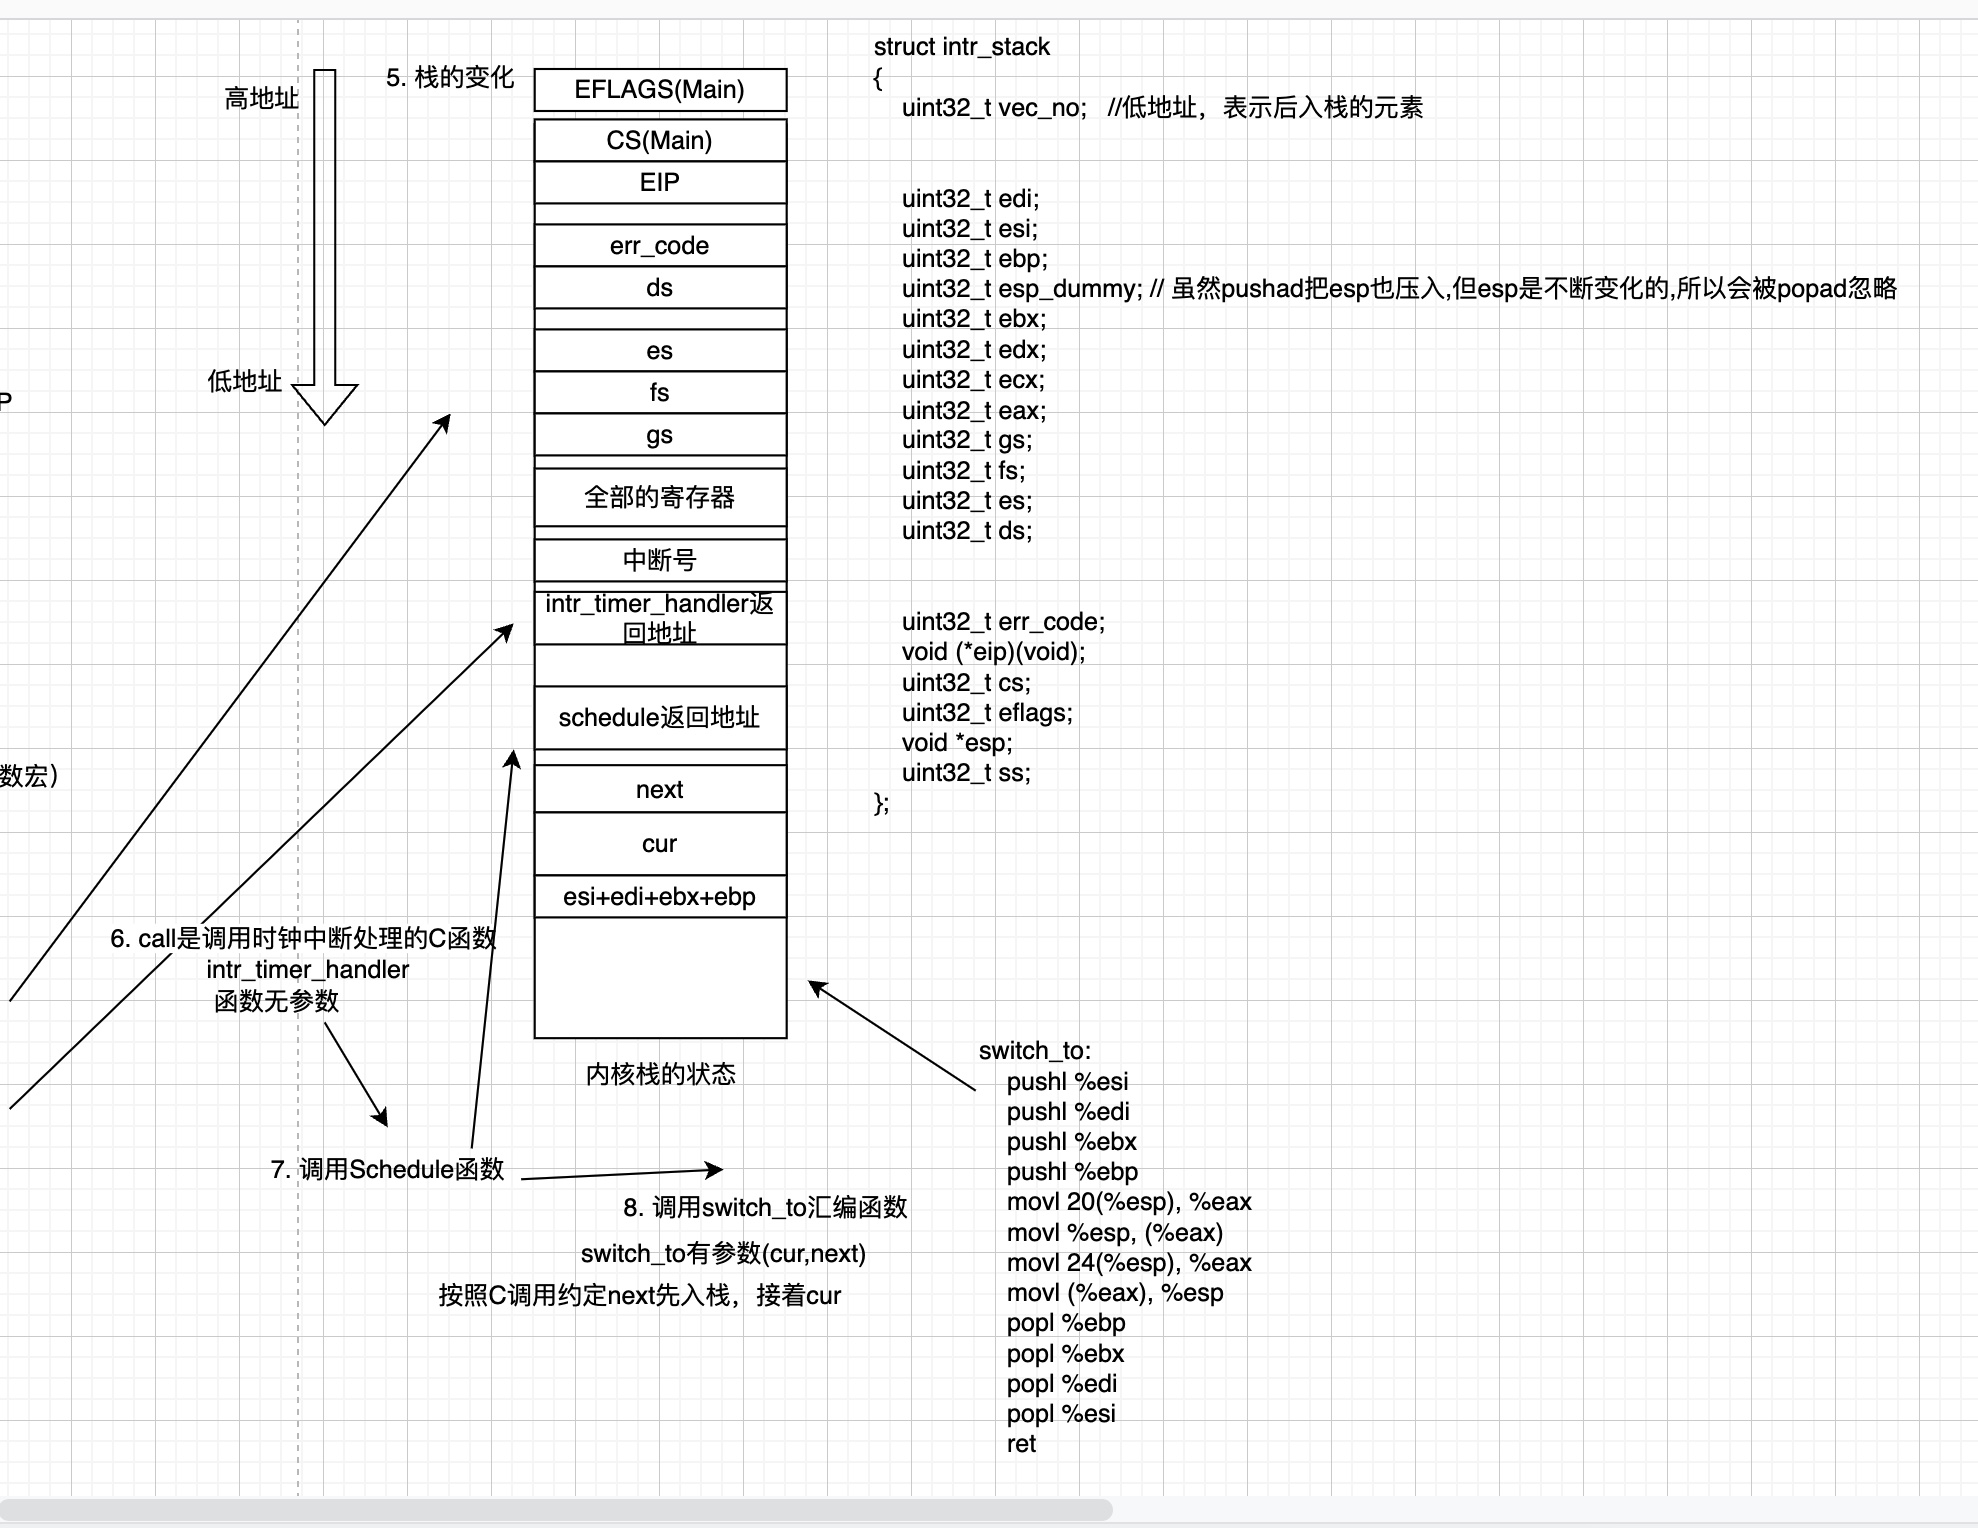 P
数宏）
高地址
低地址
5. 栈的变化
EFLAGS(Main)
CS(Main)
EIP
err_code
ds
es
fs
gs
全部的寄存器
中断号
intr_timer_handler返
回地址
schedule返回地址
next
cur
esi+edi+ebx+ebp
内核栈的状态
struct intr_stack
{
uint32_t vec_no;   //低地址，表示后入栈的元素
uint32_t edi;
uint32_t esi;
uint32_t ebp;
uint32_t esp_dummy; // 虽然pushad把esp也压入,但esp是不断变化的,所以会被popad忽略
uint32_t ebx;
uint32_t edx;
uint32_t ecx;
uint32_t eax;
uint32_t gs;
uint32_t fs;
uint32_t es;
uint32_t ds;
uint32_t err_code;
void (*eip)(void);
uint32_t cs;
uint32_t eflags;
void *esp;
uint32_t ss;
};
6. call是调用时钟中断处理的C函数
intr_timer_handler
函数无参数
7. 调用Schedule函数
8. 调用switch_to汇编函数
switch_to有参数(cur,next)
按照C调用约定next先入栈，接着cur
switch_to:
pushl %esi
pushl %edi
pushl %ebx
pushl %ebp
movl 20(%esp), %eax
movl %esp, (%eax)
movl 24(%esp), %eax
movl (%eax), %esp
popl %ebp
popl %ebx
popl %edi
popl %esi
ret